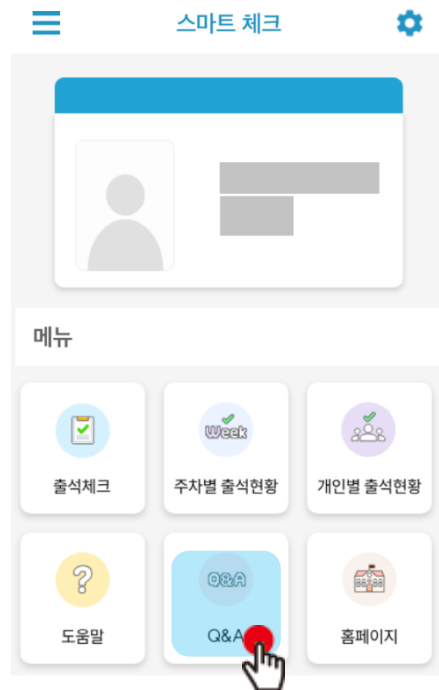 스마트 체크
메뉴
Week
출석체크
주차별 출석현황
개인별 출석현황
?
Q&A
도움말
Q&A
홈페이지